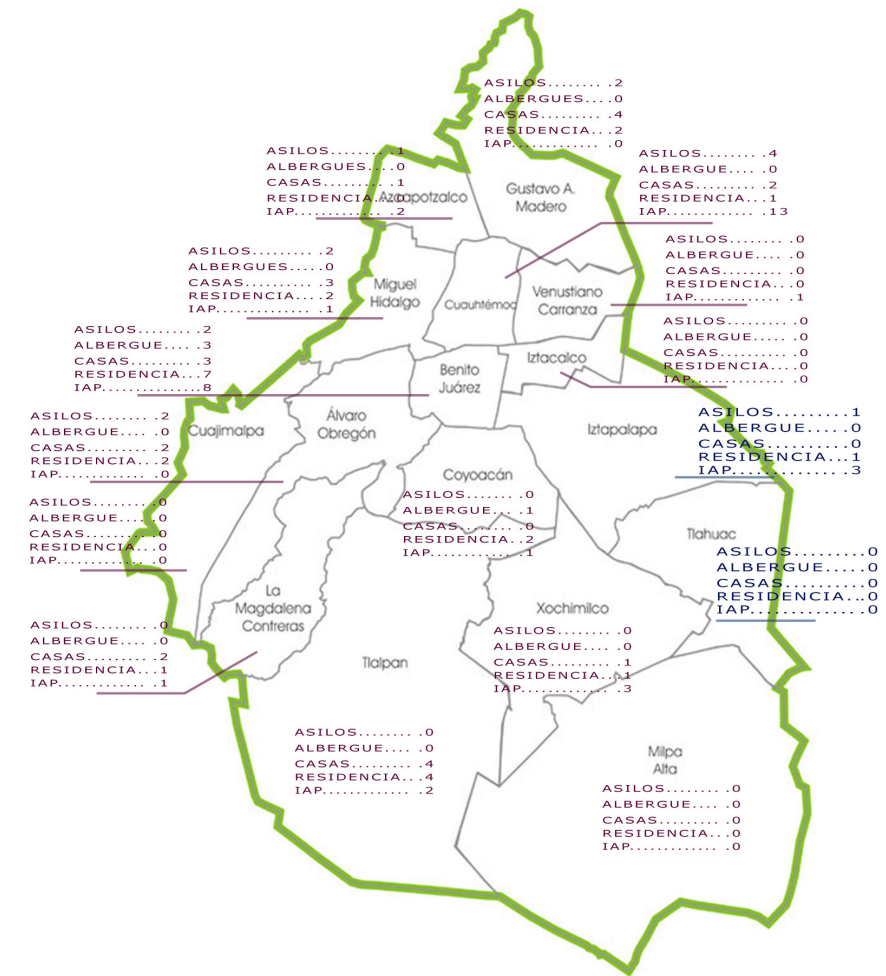 ASILOS........ .2
ALBERGUES....0
CASAS......... .4
RESIDENCIA...2
IAP............. .0
ASILOS........ .1
ALBERGUES....0
CASAS......... .1
RESIDENCIA...0
IAP............. .2
Azcapotzalco
Gustavo A.
Madero
ASILOS........ .4
ALBERGUE.... .0
CASAS......... .2
RESIDENCIA...1
IAP............. .13
ASILOS........ .2
ALBERGUES....0
CASAS......... .3
RESIDENCIA...2
IAP............. .1
Miguel
Hidalgo
Cuauhtémoc
Venustiano
Carranza
ASILOS........ .0
ALBERGUE.... .0
CASAS......... .0
RESIDENCIA...0
IAP............. .1
ASILOS........ .2
ALBERGUE.... .3
CASAS......... .3
RESIDENCIA...7
IAP..............8
Benito
Juárez
Iztacalco
ASILOS........ .0
ALBERGUE.... .0
CASAS......... .0
RESIDENCIA...0
IAP............. .0
ASILOS........ .2
ALBERGUE.... .0
CASAS......... .2
RESIDENCIA...2
IAP............. .0
Cuajimalpa
Álvaro
Obregón
Iztapalapa
ASILOS.........1
ALBERGUE.... .0
CASAS..........0
RESIDENCIA...1
IAP............. .3
ASILOS........ .0
ALBERGUE.... .0
CASAS......... .0
RESIDENCIA...0
IAP............. .0
Coyoacán
ASILOS........ .0
ALBERGUE.... .1
CASAS......... .0
RESIDENCIA...2
IAP............. .1
Tlahuac
ASILOS.........0
ALBERGUE.... .0
CASAS..........0
RESIDENCIA...0
IAP............. .0
La
Magdalena
Contreras
ASILOS........ .0
ALBERGUE.... .0
CASAS......... .2
RESIDENCIA...1
IAP............. .1
Xochimilco
ASILOS........ .0
ALBERGUE.... .0
CASAS......... .1
RESIDENCIA...1
IAP............. .3
Tlalpan
ASILOS........ .0
ALBERGUE.... .0
CASAS......... .4
RESIDENCIA...4
IAP............. .2
Milpa
Alta
ASILOS........ .0
ALBERGUE.... .0
CASAS......... .0
RESIDENCIA...0
IAP............. .0